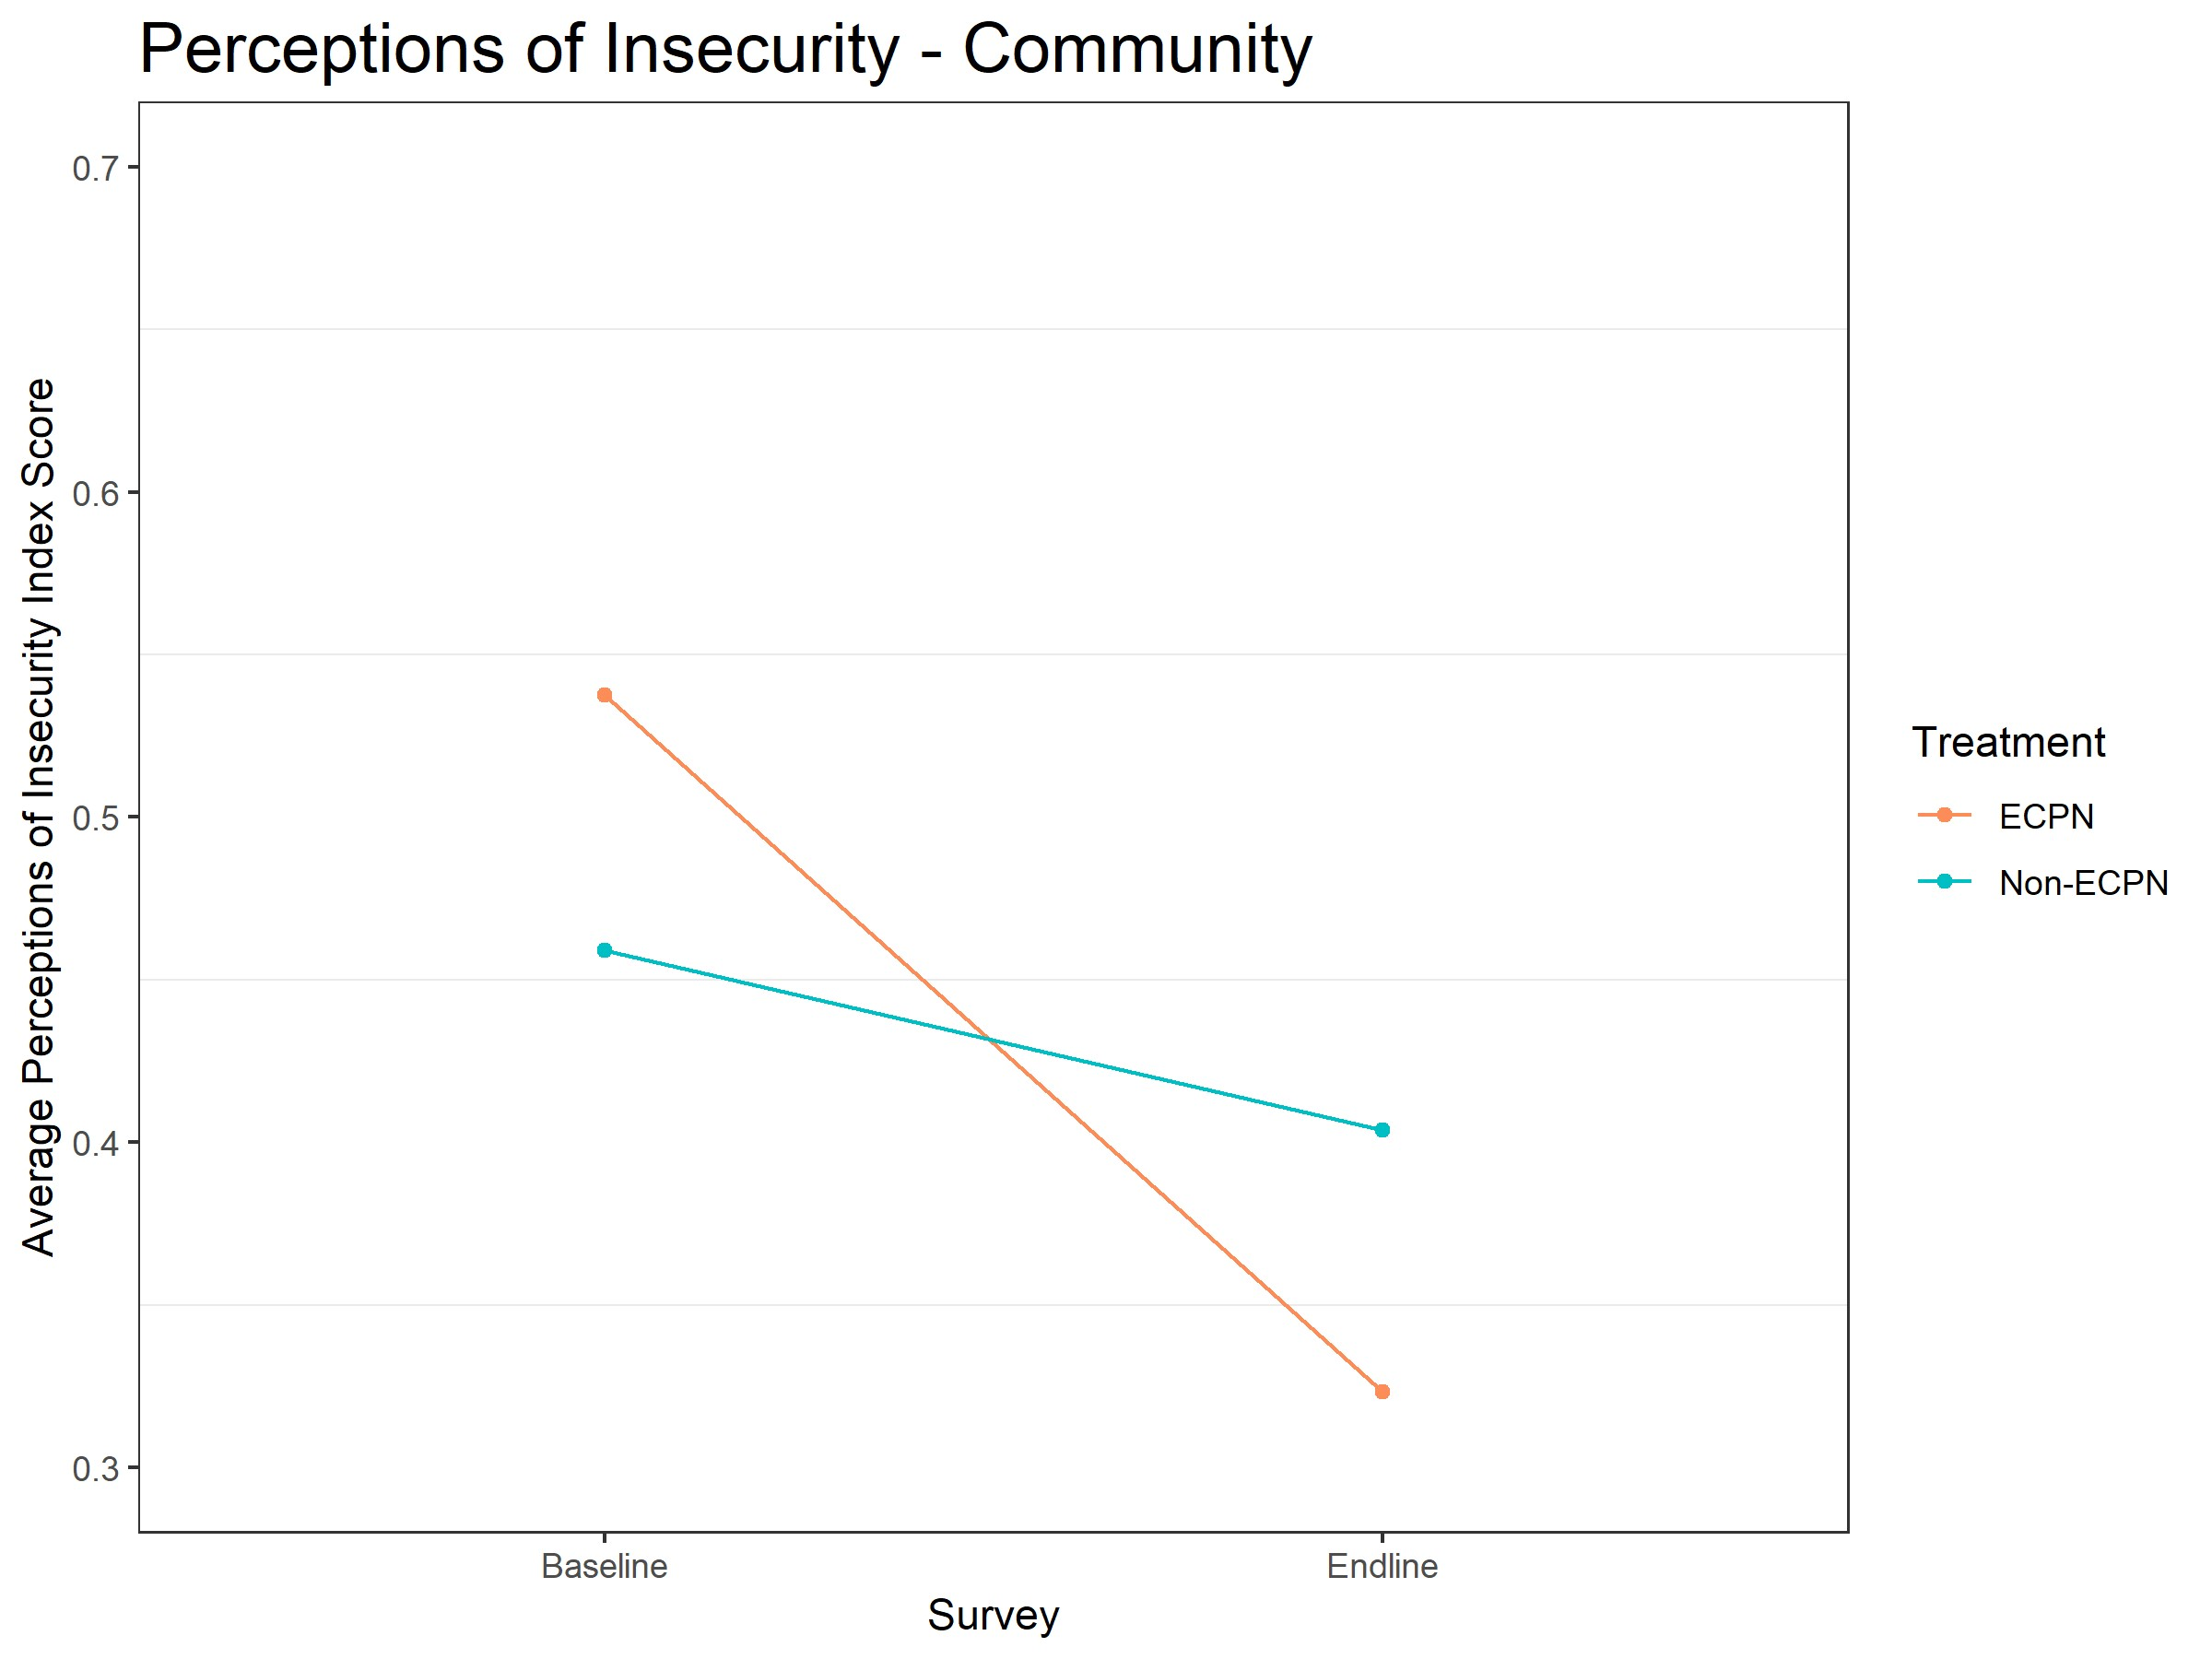 Perceptions of Insecurity - Community
Average Perceptions of Insecurity Index Score
0.7
0.6
0.5
0.4
0.3
Baseline
Endline
Survey
Treatment
ECPN
Non-ECPN